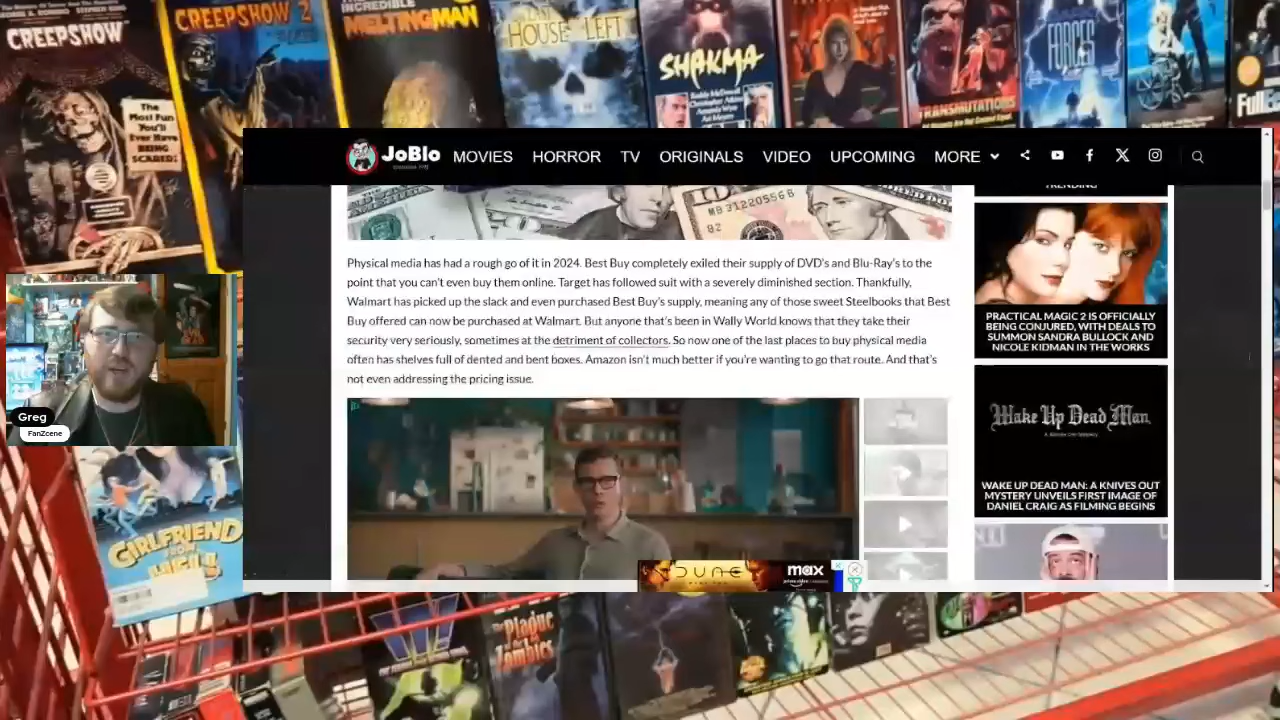 CREEPSHOW
The
Most Fun
You'll
Ever Have
BEING
SCARED!
CREEPSHOW 2
INCREDIBLE
MELTING MAN
HOUSE LEFT
SHAKMA
TRANSMUTATIONS
FORCES
JoBlo
MOVIES HORROR TV ORIGINALS VIDEO UPCOMING MORE
TRENDING
MB 31220556 B
B2
Physical media has had a rough go of it in 2024. Best Buy completely exiled their supply of DVD's and Blu-Ray's to the
point that you can't even buy them online. Target has followed suit with a severely diminished section. Thankfully,
Walmart has picked up the slack and even purchased Best Buy's supply, meaning any of those sweet Steelbooks that Best
Buy offered can now be purchased at Walmart. But anyone that's been in Wally World knows that they take their
security very seriously, sometimes at the detriment of collectors. So now one of the last places to buy physical media
often has shelves full of dented and bent boxes. Amazon isn't much better if you're wanting to go that route. And that's
not even addressing the pricing issue.
PRACTICAL MAGIC 2 IS OFFICIALLY
BEING CONJURED, WITH DEALS TO
SUMMON SANDRA BULLOCK AND
NICOLE KIDMAN IN THE WORKS
Wake Up Dead Man
WAKE UP DEAD MAN: A KNIVES OUT
MYSTERY UNVEILS FIRST IMAGE OF
DANIEL CRAIG AS FILMING BEGINS
Greg
FanZcene
GIRLFRIEND
FROM
HELL
DUNE
max
the Plague
of the
Zombies